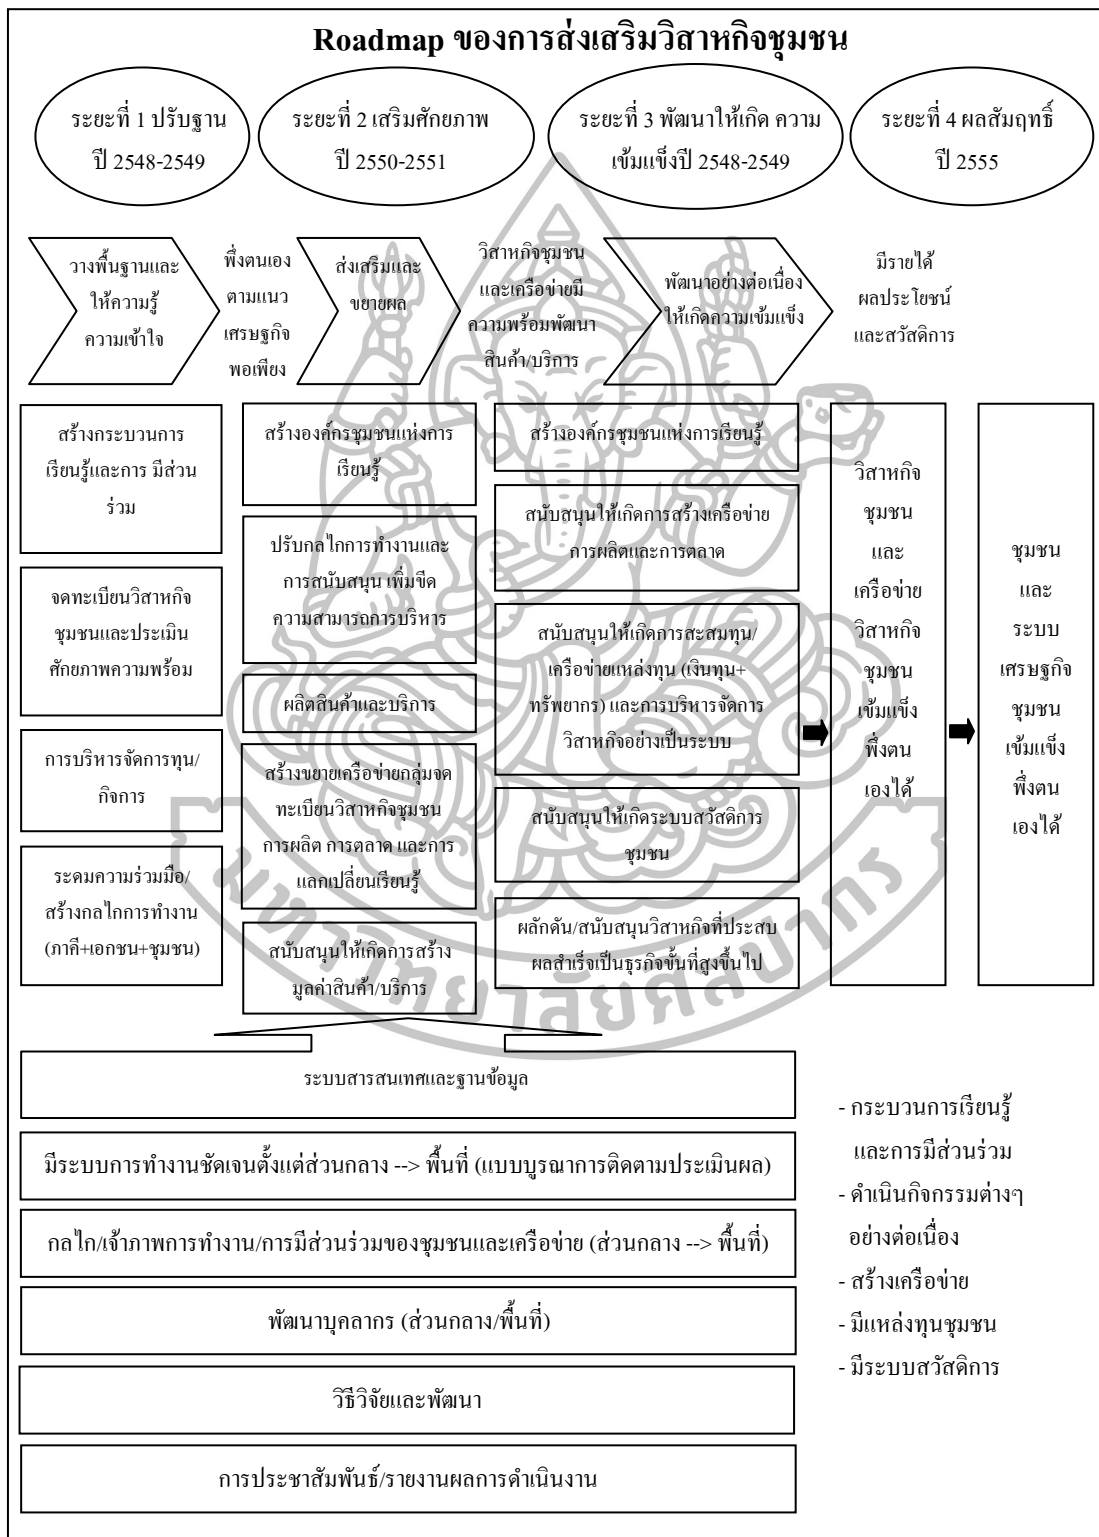 Roadmap ของการส่งเสริมวิสาหกิจชุมชน
ระยะที่ 1 ปรับฐาน
ปี 2548-2549
ระยะที่ 2 เสริมศักยภาพ
ปี 2550-2551
ระยะที่ 3 พัฒนาให้เกิด ความ
เข้มแข็งปี 2548-2549
ระยะที่ 4 ผลสัมฤทธิ์
ปี 2555
วางพื้นฐานและ
ให้ความรู้
ความเข้าใจ
พึ่งตนเอง
ตามแนว
เศรษฐกิจ
พอเพียง
ส่งเสริมและ
ขยายผล
วิสาหกิจชุมชน
และเครือข่ายมี
ความพร้อมพัฒนา
สินค้า/บริการ
พัฒนาอย่างต่อเนื่อง
ให้เกิดความเข้มแข็ง
มีรายได้
ผลประโยชน์
และสวัสดิการ
สร้างกระบวนการ
เรียนรู้และการ มีส่วน
ร่วม
จดทะเบียนวิสาหกิจ
ชุมชนและประเมิน
ศักยภาพความพร้อม
การบริหารจัดการทุน/
กิจการ
ระดมความร่วมมือ/
สร้างกลไกการทำงาน
(ภาคี+เอกชน+ชุมชน)
สร้างองค์กรชุมชนแห่งการ
เรียนรู้
ปรับกลไกการทำงานและ
การสนับสนุน เพิ่มขีด
ความสามารถการบริหาร
ผลิตสินค้าและบริการ
สร้างขยายเครือข่ายกลุ่มจด
ทะเบียนวิสาหกิจชุมชน
การผลิต การตลาด และการ
แลกเปลี่ยนเรียนรู้
สนับสนุนให้เกิดการสร้าง
มูลค่าสินค้า/บริการ
สร้างองค์กรชุมชนแห่งการเรียนรู้
สนับสนุนให้เกิดการสร้างเครือข่าย
การผลิตและการตลาด
สนับสนุนให้เกิดการสะสมทุน/
เครือข่ายแหล่งทุน (เงินทุน+
ทรัพยากร) และการบริหารจัดการ
วิสาหกิจอย่างเป็นระบบ
สนับสนุนให้เกิดระบบสวัสดิการ
ชุมชน
ผลักดัน/สนับสนุนวิสาหกิจที่ประสบ
ผลสำเร็จเป็นธุรกิจขั้นที่สูงขึ้นไป
วิสาหกิจ
ชุมชน
และ
เครือข่าย
วิสาหกิจ
ชุมชน
เข้มแข็ง
พึ่งตน
เองได้
ชุมชน
และ
ระบบ
เศรษฐกิจ
ชุมชน
เข้มแข็ง
พึ่งตน
เองได้
มหาวิทยาลัยศิลปากร
ระบบสารสนเทศและฐานข้อมูล
มีระบบการทำงานชัดเจนตั้งแต่ส่วนกลาง --> พื้นที่ (แบบบูรณาการติดตามประเมินผล)
กลไก/เจ้าภาพการทำงาน/การมีส่วนร่วมของชุมชนและเครือข่าย (ส่วนกลาง --> พื้นที่)
พัฒนาบุคลากร (ส่วนกลาง/พื้นที่)
วิธีวิจัยและพัฒนา
การประชาสัมพันธ์/รายงานผลการดำเนินงาน
- กระบวนการเรียนรู้
และการมีส่วนร่วม
- ดำเนินกิจกรรมต่างๆ
อย่างต่อเนื่อง
- สร้างเครือข่าย
- มีแหล่งทุนชุมชน
- มีระบบสวัสดิการ